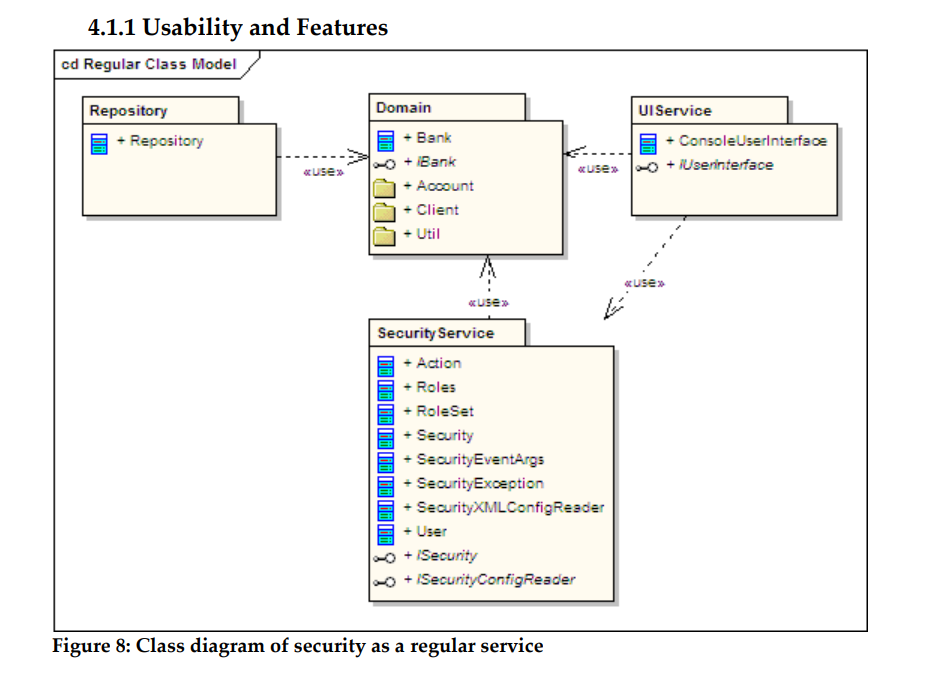 4.1.1 Usability and Features
cd Regular Class Model
Repository
+ Repository
«use»
Domain
+ Bank
+ IBank
+ Account
+ Client
+ Util
«use»
UIService
+ ConsoleUserInterface
+ IUserInterface
«use»
«use»
SecurityService
+ Action
+ Roles
+ RoleSet
+ Security
+ SecurityEventArgs
+ SecurityException
+ SecurityXMLConfigReader
+ User
+ ISecurity
+ ISecurityConfigReader
Figure 8: Class diagram of security as a regular service